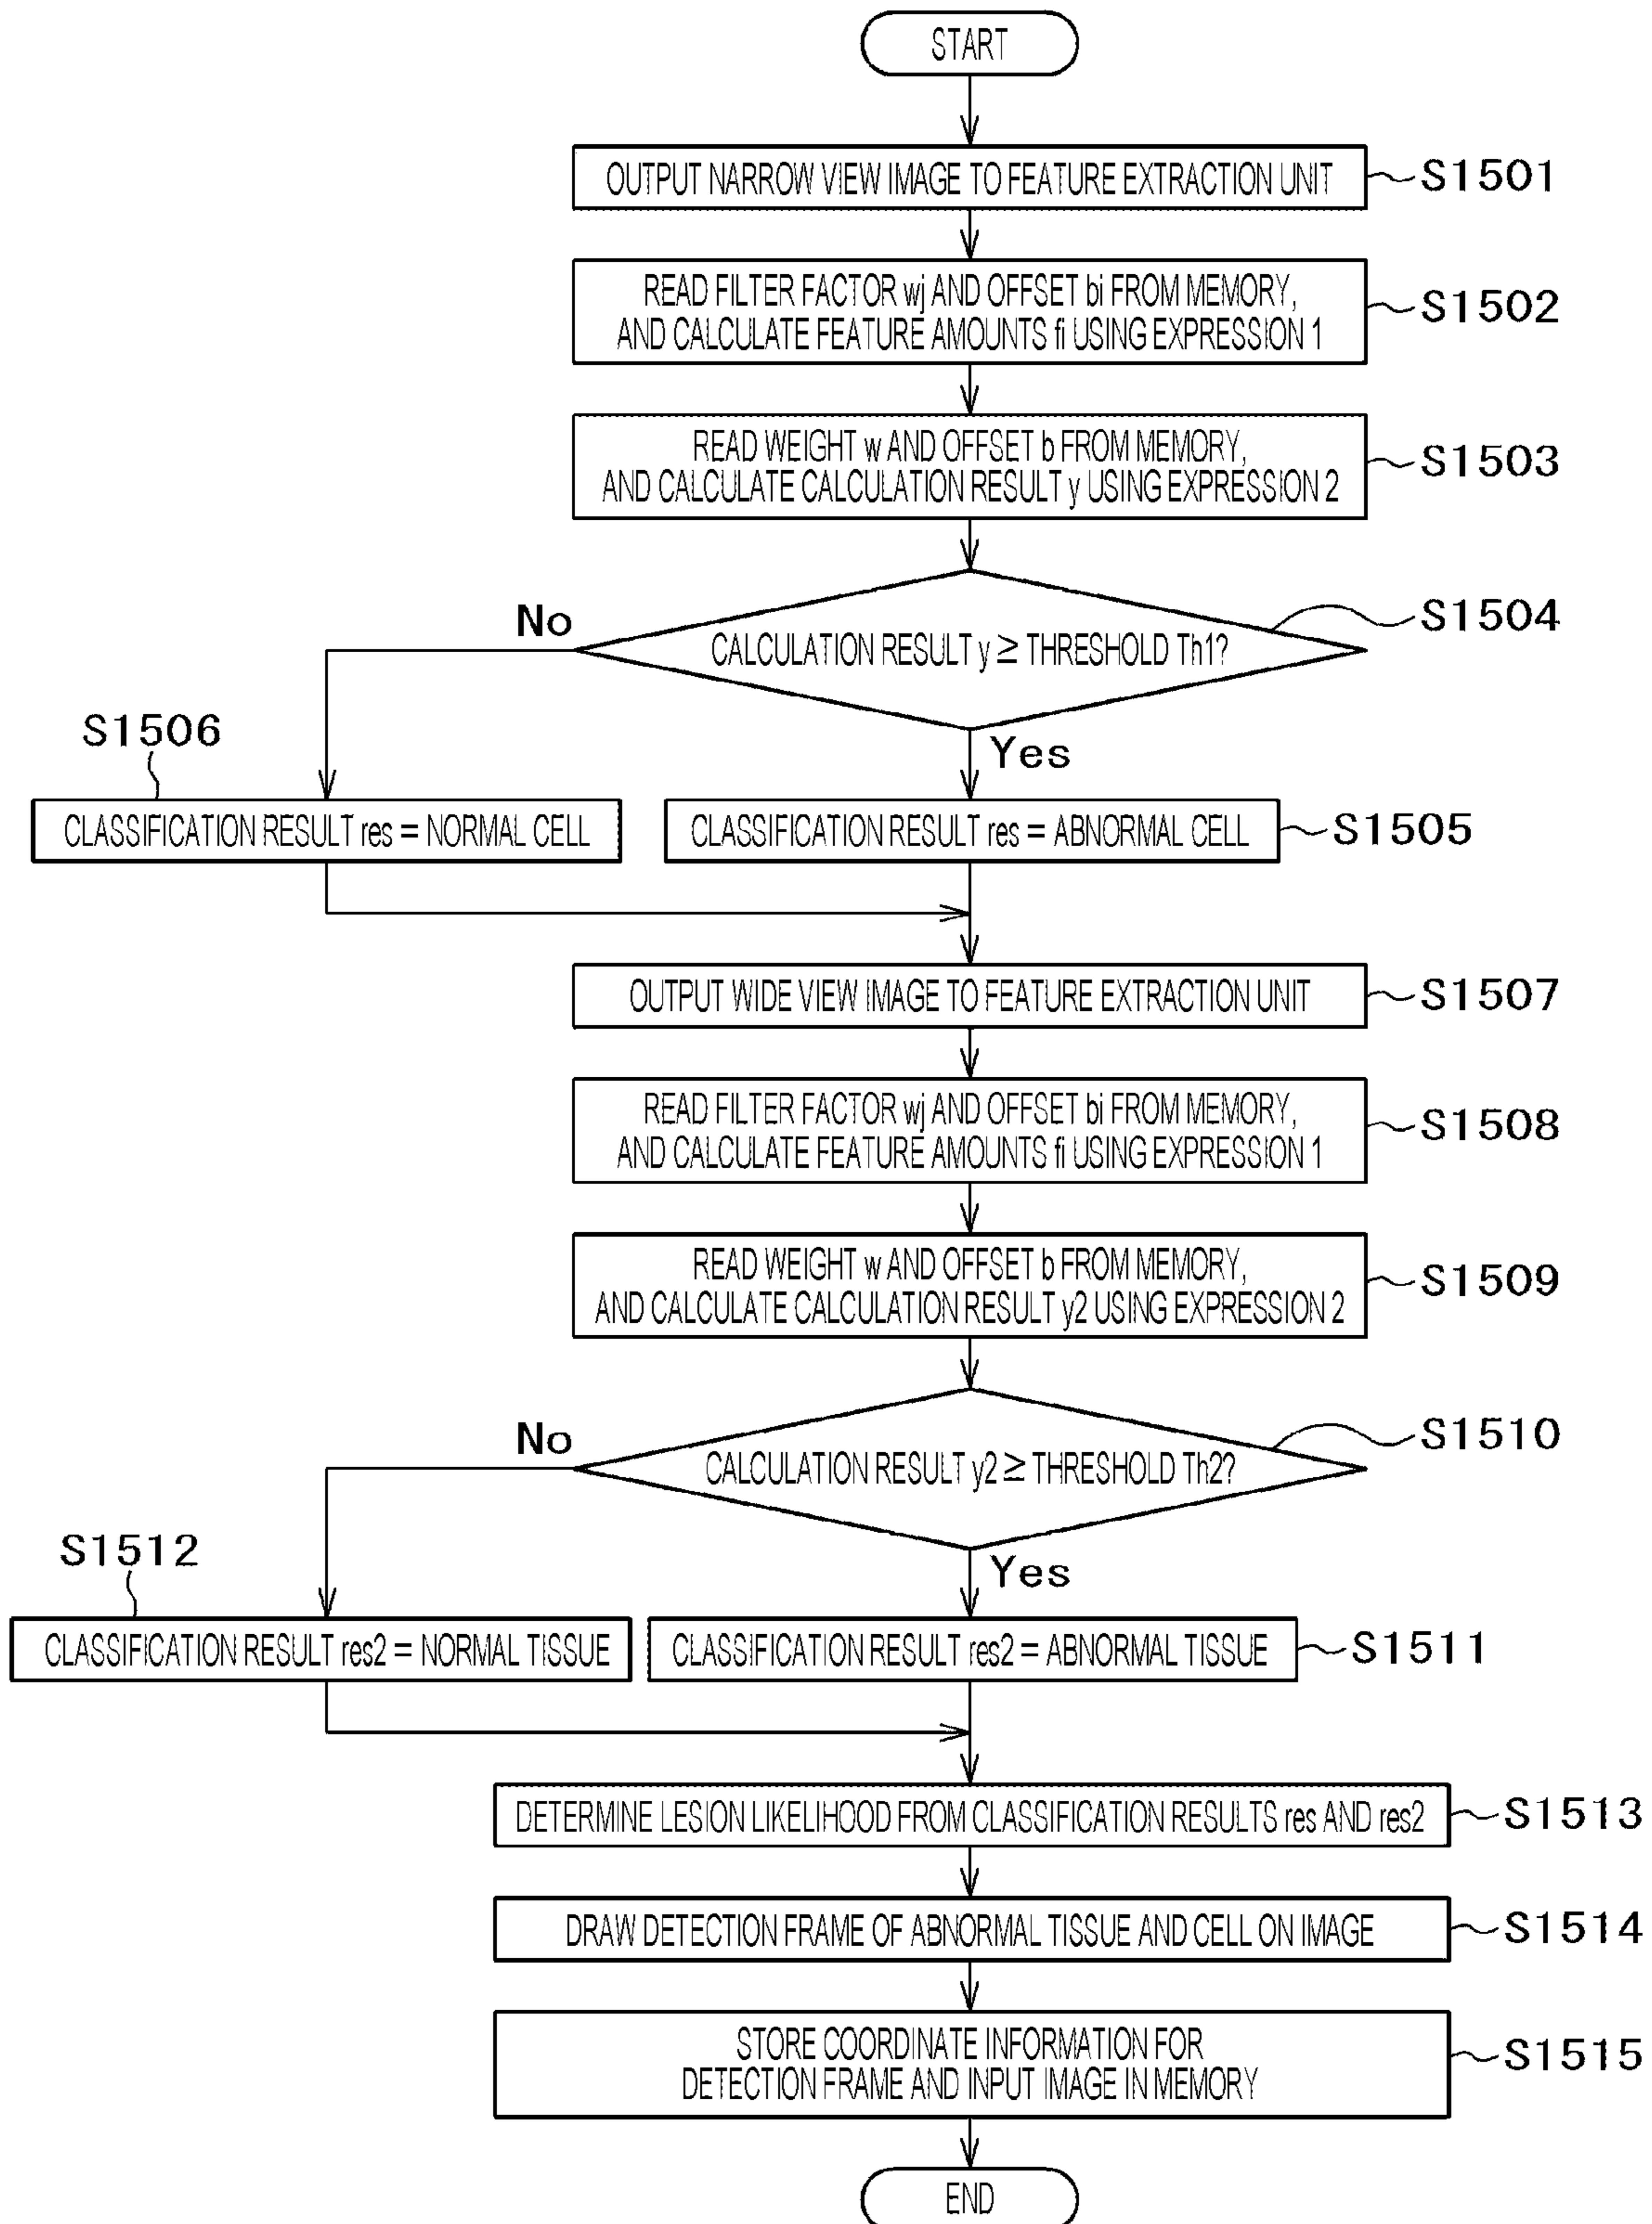 START
OUTPUT NARROW VIEW IMAGE TO FEATURE EXTRACTION UNIT
S1501
READ FILTER FACTOR wj AND OFFSET bi FROM MEMORY,
AND CALCULATE FEATURE AMOUNTS fi USING EXPRESSION 1
S1502
READ WEIGHT w AND OFFSET b FROM MEMORY,
AND CALCULATE CALCULATION RESULT y USING EXPRESSION 2
S1503
CALCULATION RESULT y ≥ THRESHOLD Th1?
S1504
No
Yes
S1506
CLASSIFICATION RESULT res = NORMAL CELL
CLASSIFICATION RESULT res = ABNORMAL CELL
S1505
OUTPUT WIDE VIEW IMAGE TO FEATURE EXTRACTION UNIT
S1507
READ FILTER FACTOR wj AND OFFSET bi FROM MEMORY,
AND CALCULATE FEATURE AMOUNTS fi USING EXPRESSION 1
S1508
READ WEIGHT w AND OFFSET b FROM MEMORY,
AND CALCULATE CALCULATION RESULT y2 USING EXPRESSION 2
S1509
CALCULATION RESULT y2 ≥ THRESHOLD Th2?
S1510
No
Yes
S1512
CLASSIFICATION RESULT res2 = NORMAL TISSUE
CLASSIFICATION RESULT res2 = ABNORMAL TISSUE
S1511
DETERMINE LESION LIKELIHOOD FROM CLASSIFICATION RESULTS res AND res2
S1513
DRAW DETECTION FRAME OF ABNORMAL TISSUE AND CELL ON IMAGE
S1514
STORE COORDINATE INFORMATION FOR
DETECTION FRAME AND INPUT IMAGE IN MEMORY
S1515
END